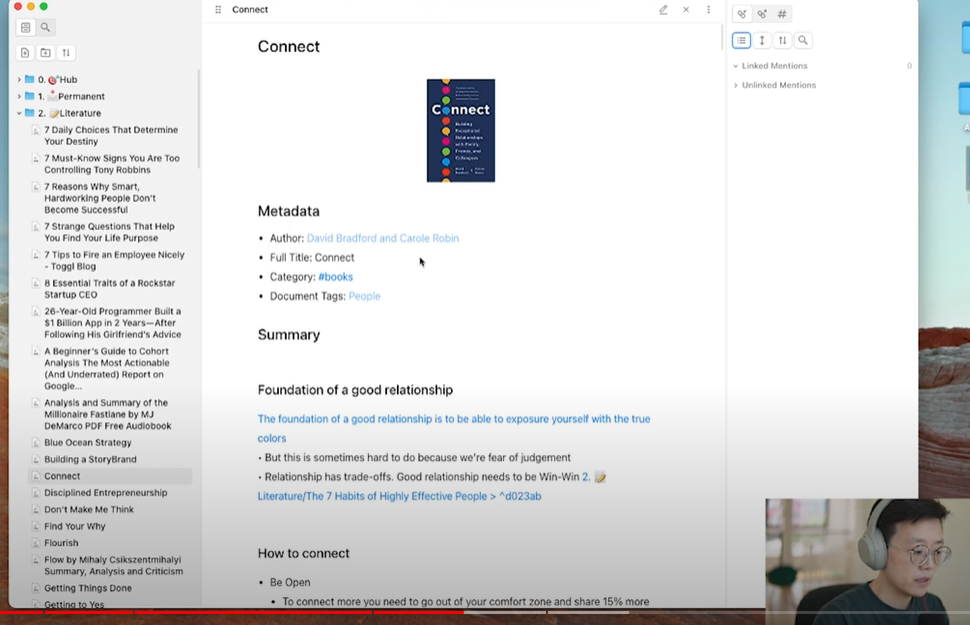 Connect
0. 🎯Hub
1. Permanent
2. 📝Literature
7 Daily Choices That Determine
Your Destiny
7 Must-Know Signs You Are Too
Controlling Tony Robbins
7 Reasons Why Smart,
Hardworking People Don't
Become Successful
7 Strange Questions That Help
You Find Your Life Purpose
7 Tips to Fire an Employee Nicely
- Toggl Blog
8 Essential Traits of a Rockstar
Startup CEO
26-Year-Old Programmer Built a
$1 Billion App in 2 Years—After
Following His Girlfriend's Advice
A Beginner's Guide to Cohort
Analysis The Most Actionable
(And Underrated) Report on
Google...
Analysis and Summary of the
Millionaire Fastlane by MJ
DeMarco PDF Free Audiobook
Blue Ocean Strategy
Building a StoryBrand
Connect
Disciplined Entrepreneurship
Don't Make Me Think
Find Your Why
Flourish
Flow by Mihaly Csikszentmihalyi
Summary, Analysis and Criticism
Getting Things Done
Getting to Yes
Connect
Connect
Building
Exceptional
Relationships
with Family,
Friends, and
Colleagues
Metadata
• Author: David Bradford and Carole Robin
• Full Title: Connect
• Category: #books
• Document Tags: People
Summary
Foundation of a good relationship
The foundation of a good relationship is to be able to exposure yourself with the true
colors
• But this is sometimes hard to do because we're fear of judgement
• Relationship has trade-offs. Good relationship needs to be Win-Win 2. 📝
Literature/The 7 Habits of Highly Effective People > ^d023ab
How to connect
• Be Open
• To connect more you need to go out of your comfort zone and share 15% more
Linked Mentions 0
Unlinked Mentions